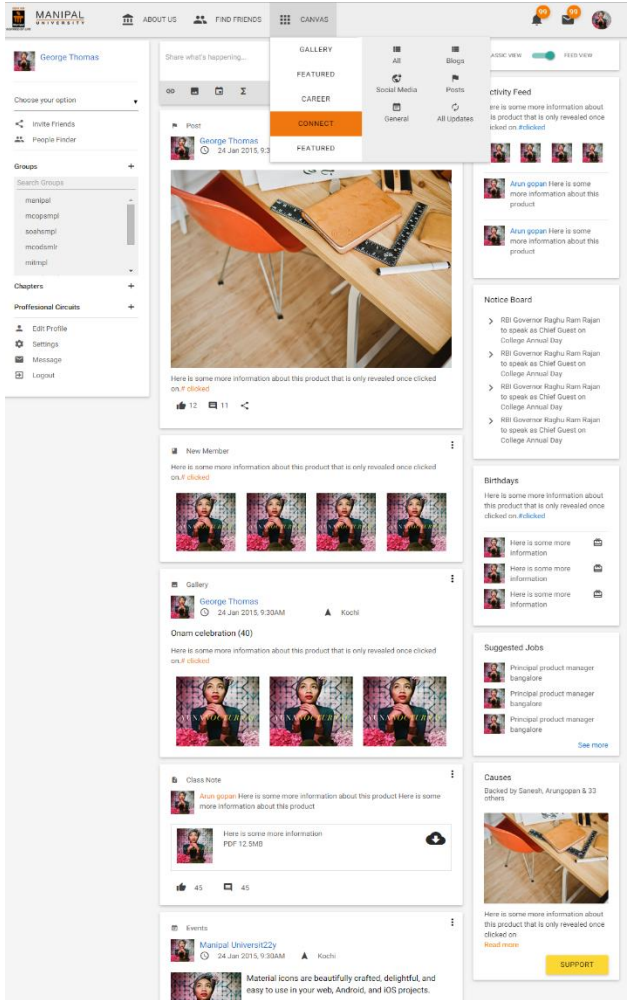 MANIPAL
UNIVERSITY
ABOUT US
FIND FRIENDS
CANVAS
99
99
George Thomas
Choose your option
Invite Friends
People Finder
Groups +
Search Groups
manipal
mcopsmpl
soahsmpl
mcodsmlr
mitmpl
Chapters +
Proffesional Circuits +
Edit Profile
Settings
Message
Logout
Share what's happening...
GALLERY
FEATURED
CAREER
CONNECT
FEATURED
All
Blogs
Social Media
Posts
General
All Updates
Post
George Thomas
24 Jan 2015, 9:3
Here is some more information about this product that is only revealed once clicked
on.# clicked
12
11
New Member
Here is some more information about this product that is only revealed once clicked
on.# clicked
Gallery
George Thomas
24 Jan 2015, 9:30AM
Kochi
Onam celebration (40)
Here is some more information about this product that is only revealed once clicked
on.# clicked
Class Note
Arun gopan Here is some more information about this product Here is some
more information about this product
Here is some more information
PDF 12.5MB
45
45
Events
Manipal Universit22y
24 Jan 2015, 9:30AM
Kochi
Material icons are beautifully crafted, delightful, and
easy to use in your web, Android, and iOS projects.
ASSIC VIEW
FEED VIEW
ctivity Feed
ere is some more information about
is product that is only revealed once
icked on.#clicked
Arun gopan Here is some
more information about this
product
Arun gopan Here is some
more information about this
product
Notice Board
RBI Governor Raghu Ram Rajan
to speak as Chief Guest on
College Annual Day
RBI Governor Raghu Ram Rajan
to speak as Chief Guest on
College Annual Day
RBI Governor Raghu Ram Rajan
to speak as Chief Guest on
College Annual Day
RBI Governor Raghu Ram Rajan
to speak as Chief Guest on
College Annual Day
Birthdays
Here is some more information about
this product that is only revealed once
clicked on.#clicked
Here is some more
information
Here is some more
information
Here is some more
information
Suggested Jobs
Principal product manager
bangalore
Principal product manager
bangalore
Principal product manager
bangalore
See more
Causes
Backed by Sanesh, Arungopan & 33
others
Here is some more information about
this product that is only revealed once
clicked on
Read more
SUPPORT